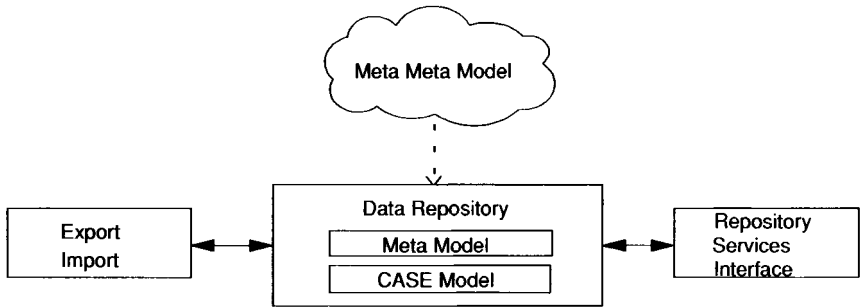 Meta Meta Model
Data Repository
Meta Model
CASE Model
Export
Import
Repository
Services
Interface